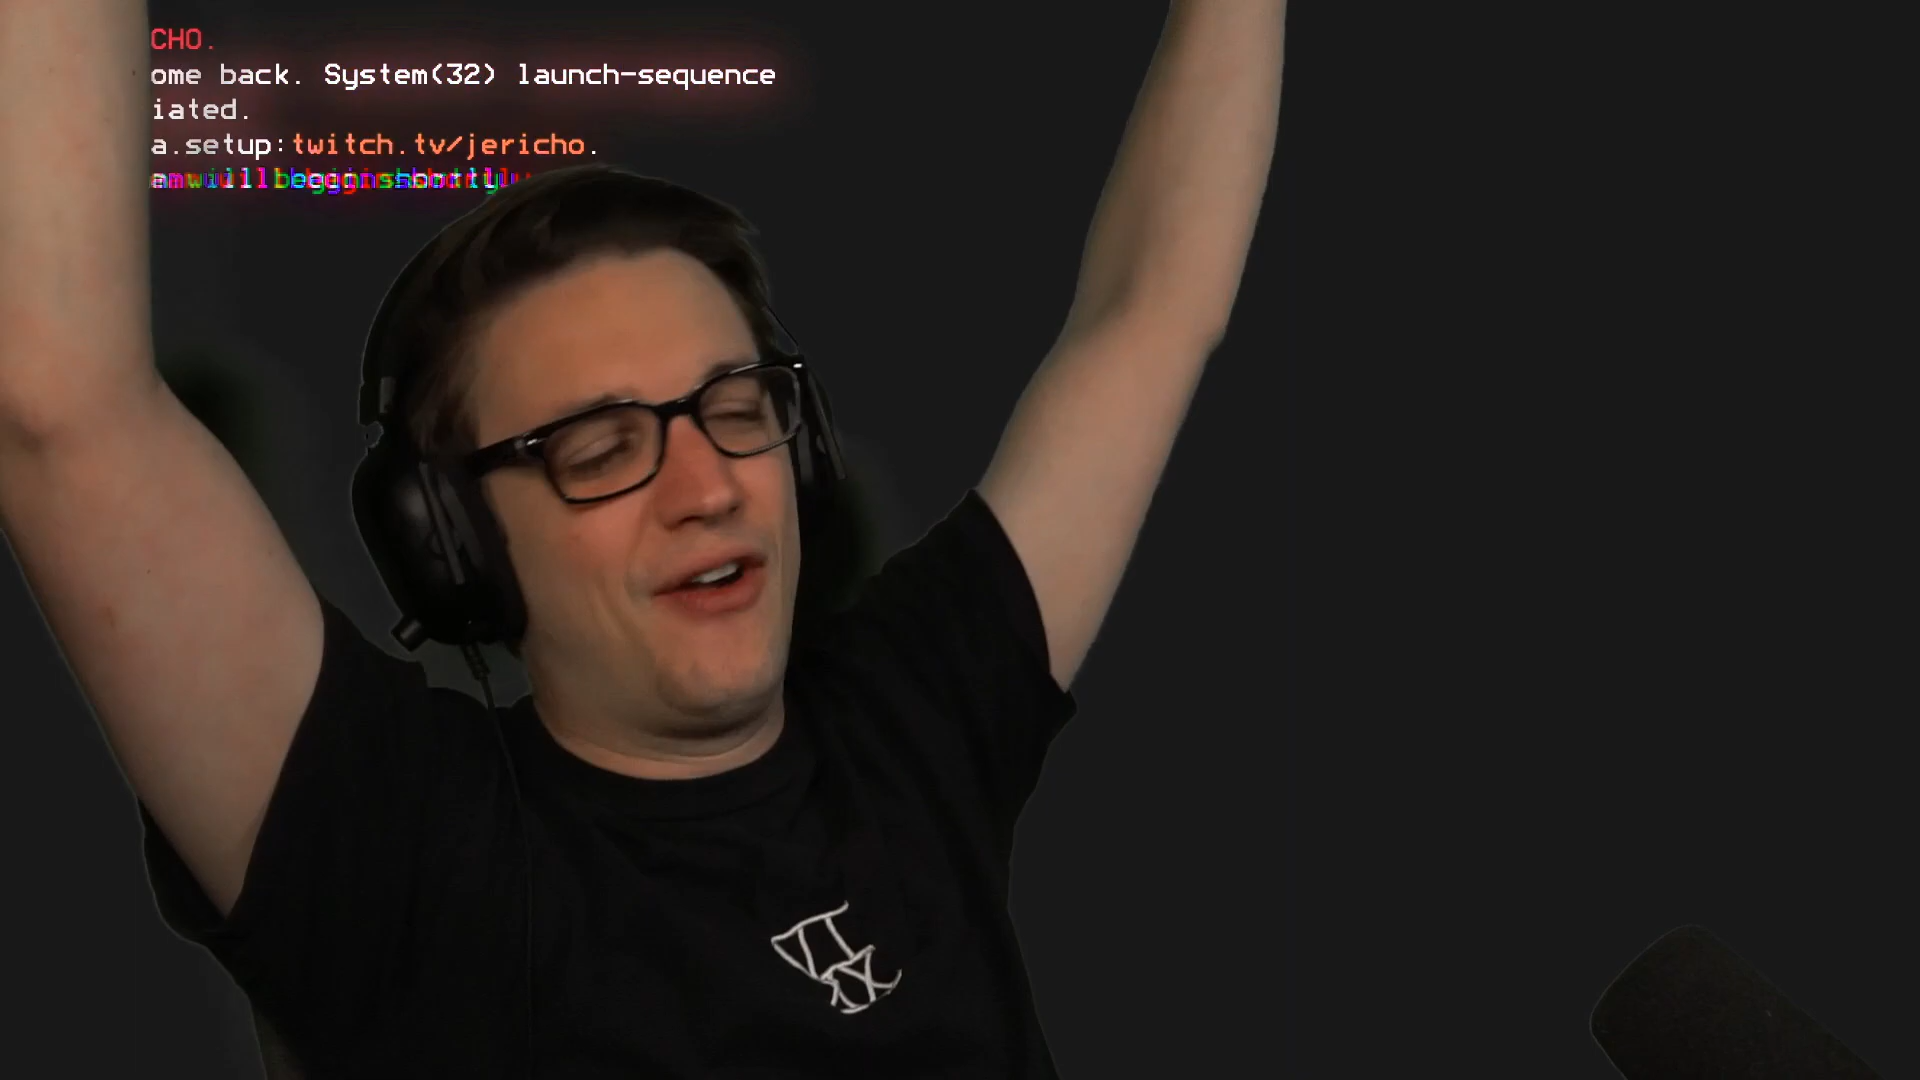 CHO.
ome back. System(32) launch-sequence
iated.
a.setup:twitch.tv/jericho.